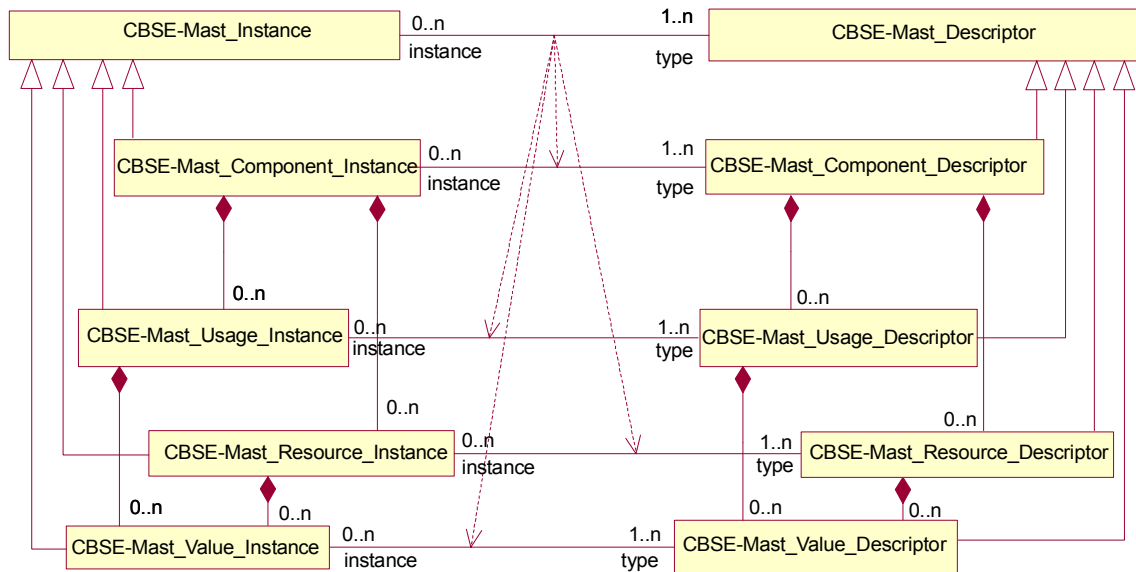 CBSE-Mast_Instance
0..n
instance
1..n
type
CBSE-Mast_Descriptor
CBSE-Mast_Component_Instance
0..n
instance
1..n
type
CBSE-Mast_Component_Descriptor
0..n
0..n
CBSE-Mast_Usage_Instance
0..n
instance
1..n
type
CBSE-Mast_Usage_Descriptor
0..n
0..n
CBSE-Mast_Resource_Instance
0..n
instance
1..n
type
CBSE-Mast_Resource_Descriptor
0..n
0..n
0..n
0..n
CBSE-Mast_Value_Instance
0..n
instance
1..n
type
CBSE-Mast_Value_Descriptor